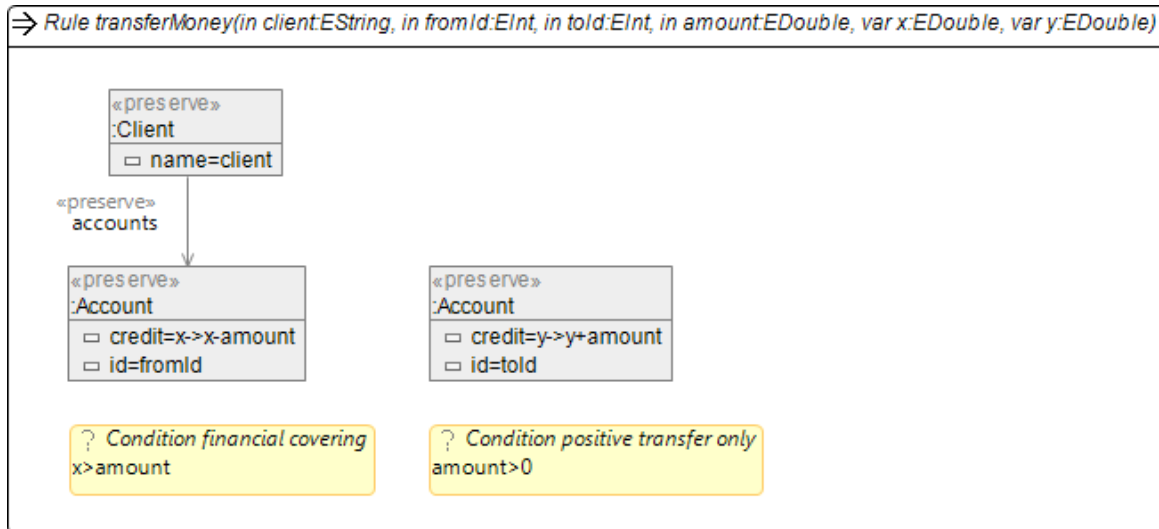 Rule transferMoney(in client:EString, in fromId:EInt, in toId:EInt, in amount:EDouble, var x:EDouble, var y:EDouble)
«preserve»
:Client
name=client
«preserve»
accounts
«preserve»
:Account
credit=x->x-amount
id=fromId
«preserve»
:Account
credit=y->y+amount
id=toId
? Condition financial covering
x>amount
? Condition positive transfer only
amount>0